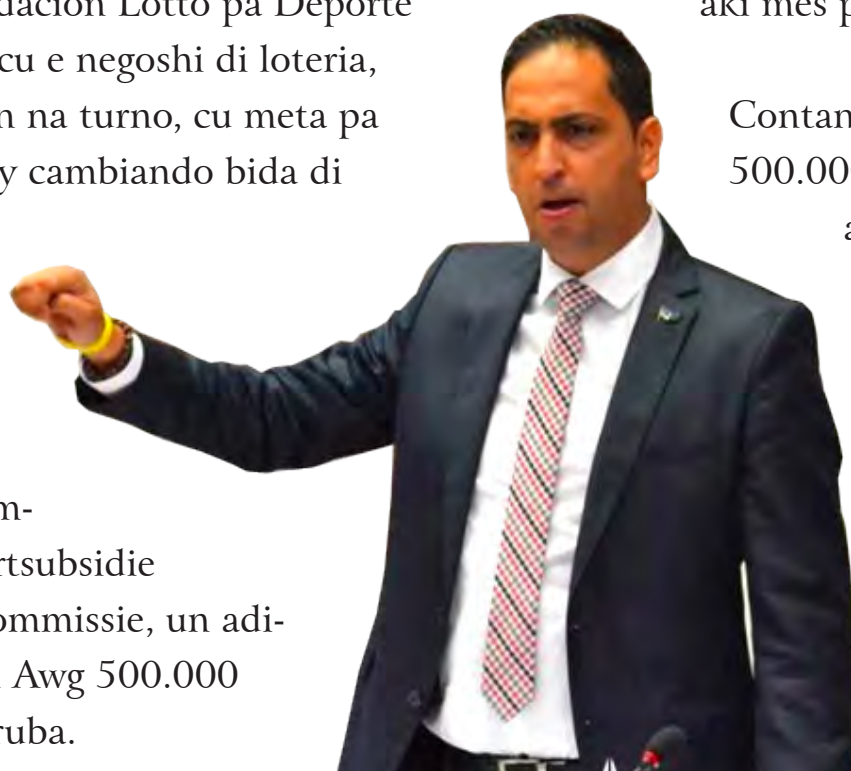 dacion Lotto pa Deporte
cu e negoshi di loteria,
n na turno, cu meta pa
y cambiando bida di
m-
rtsubsidie
ommissie, un adi-
Awg 500.000
ruba.
aki mes p
Contan
500.00
a